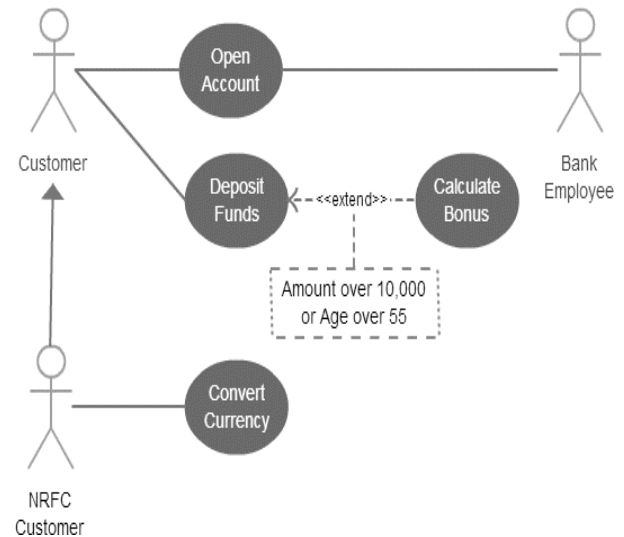 Open
Account
Customer
Bank
Employee
Deposit
Funds
<<extend>>
Calculate
Bonus
Amount over 10,000
or Age over 55
Convert
Currency
NRFC
Customer